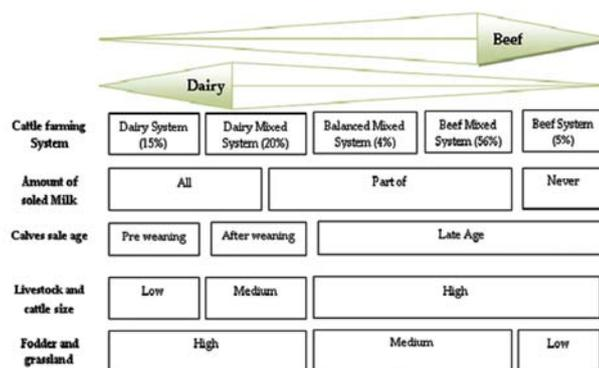 Beef
Dairy
Cattle farming
System
Dairy System
(15%)
Dairy Mixed
System (20%)
Balanced Mixed
System (4%)
Beef Mixed
System (56%)
Beef System
(5%)
Amount of
soled Milk
All
Part of
Never
Calves sale age
Pre weaning
After weaning
Late Age
Livestock and
cattle size
Low
Medium
High
Fodder and
grassland
High
Medium
Low